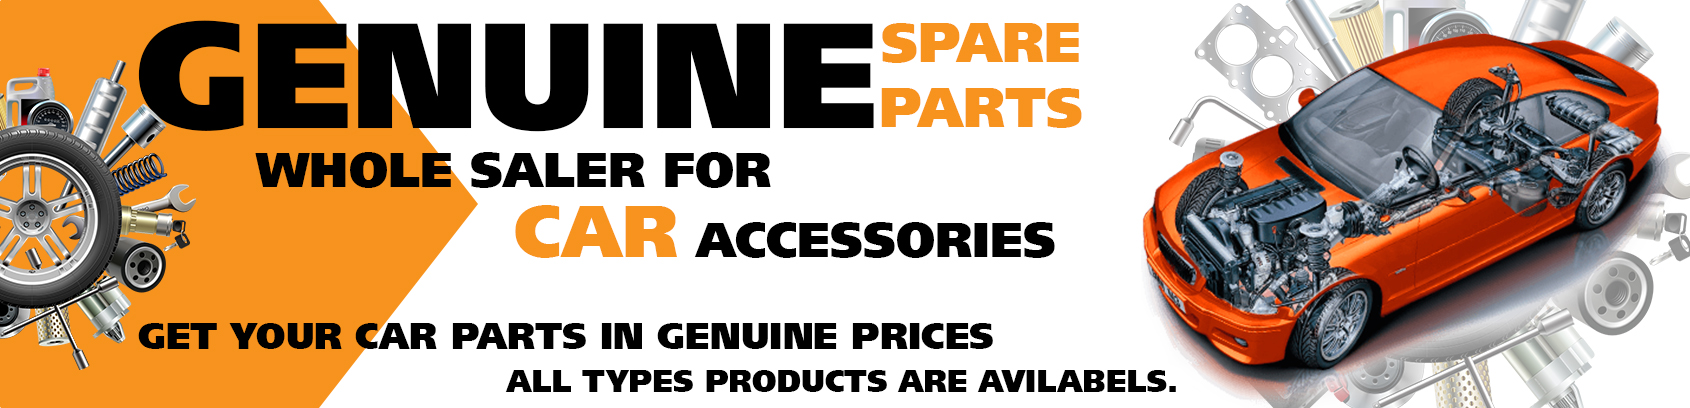 GENUINE SPARE PARTS
WHOLE SALER FOR
CAR ACCESSORIES
GET YOUR CAR PARTS IN GENUINE PRICES
ALL TYPES PRODUCTS ARE AVILABELS.